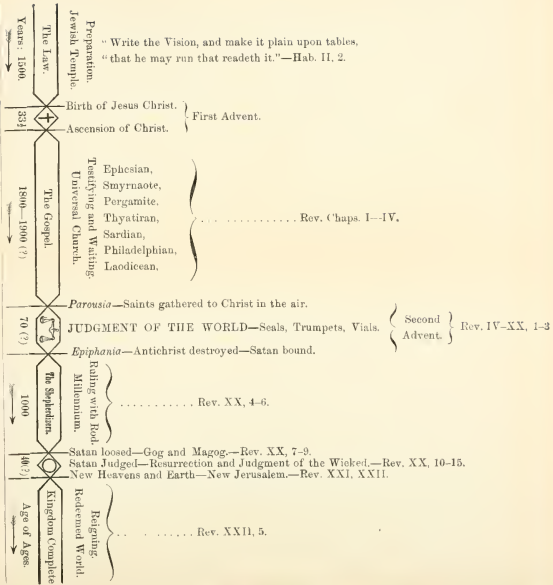 Years: 1500.
The Law.
Jewish Temple.
Preparation.
" Write the Vision, and make it plain upon tables,
" that he may run that readeth it."—Hab. II, 2.
33½
Birth of Jesus Christ.
First Advent.
Ascension of Christ.
1800—1900 (?)
The Gospel.
Universal Church.
Testifying and Waiting.
Ephesian,
Smyrnaote,
Pergamite.
Thyatiran, . . . . . . . . . . . . . Rev. Chaps. I—IV,
Sardian,
Philadelphian,
Laodicean,
Parousia—Saints gathered to Christ in the air.
70 (?)
JUDGMENT OF THE WORLD—Seals, Trumpets, Vials.
Second
Advent.
Rev. IV–XX, 1–3
Epiphania—Antichrist destroyed—Satan bound.
1000
The Shepherdizers.
Millennium.
Ruling with Rod.
. . . . . . . . . . Rev. XX, 4–6.
Satan loosed—Gog and Magog.—Rev. XX, 7–9.
40(?)
Satan Judged—Resurrection and Judgment of the Wicked,—Rev. XX, 10–15.
New Heavens and Earth—New Jerusalem.—Rev. XXI, XXII.
Age of Ages.
Kingdom Complete
Redeemed World.
Reigning.
. . . . . . . . . . Rev. XXII, 5.